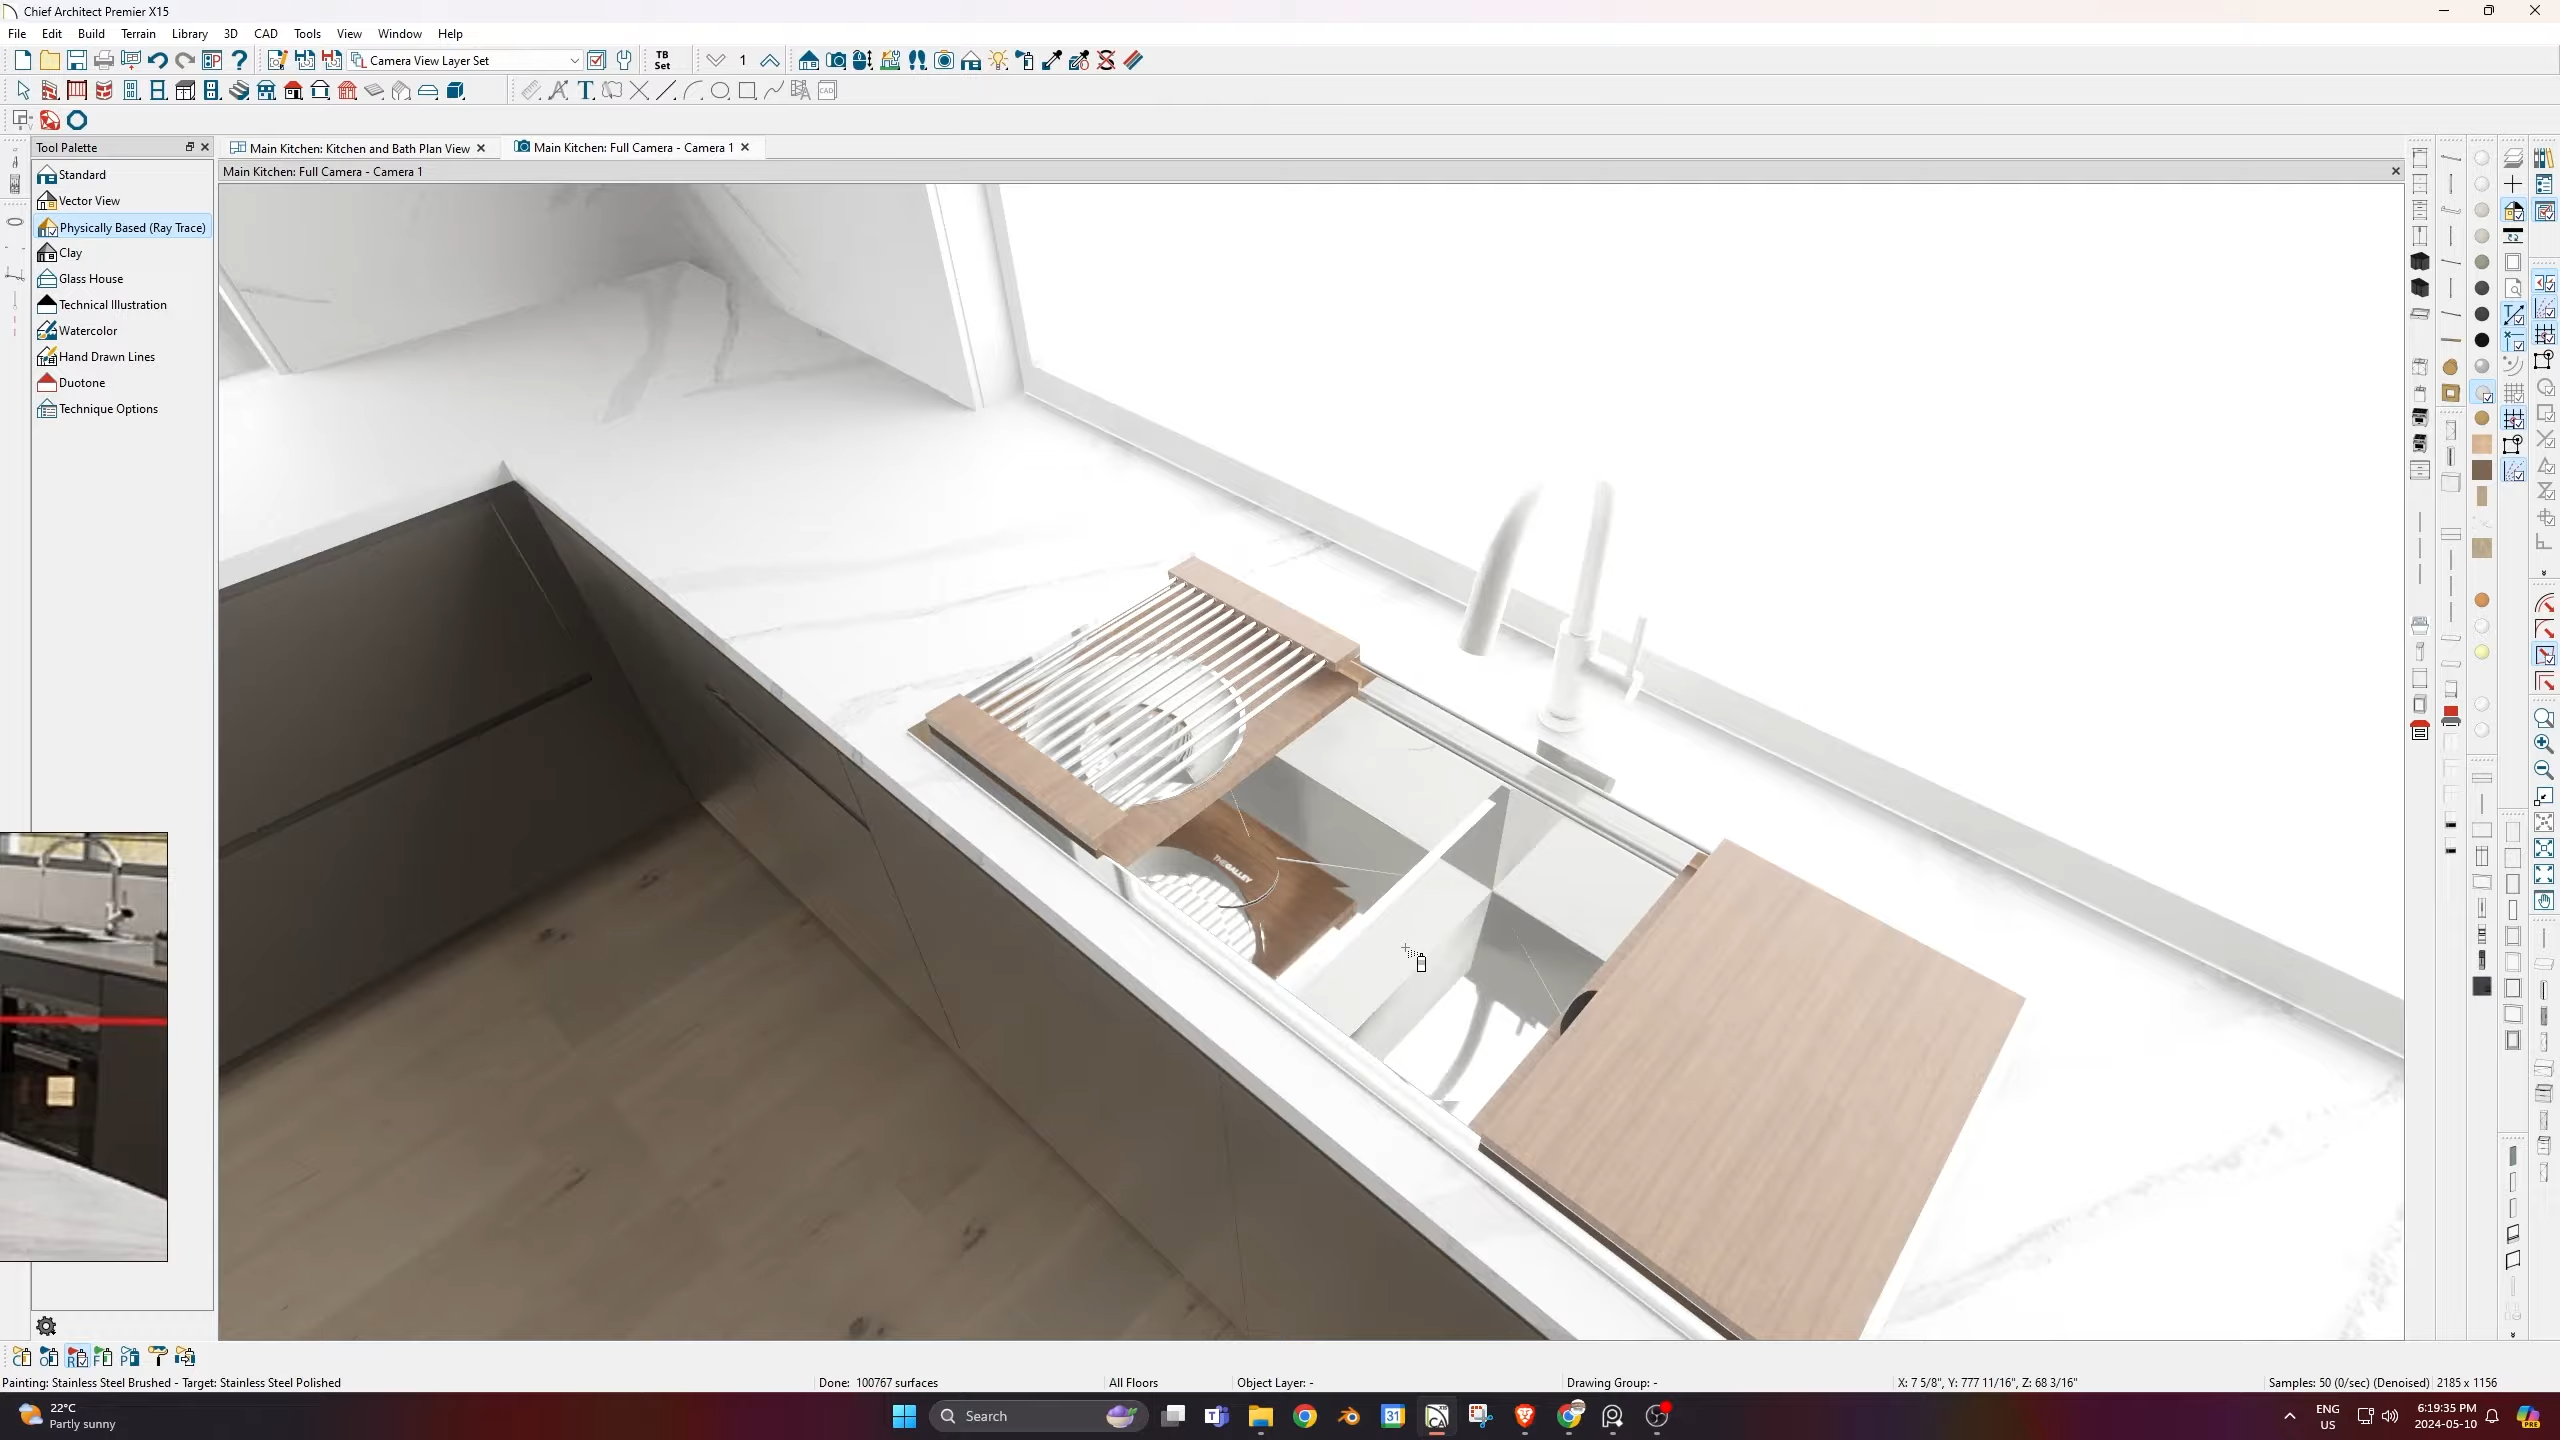 Chief Architect Premier X15
File Edit Build Terrain Library 3D CAD Tools View Window Help
Camera View Layer Set
TB
Set
1
CAD
Tool Palette
Main Kitchen: Kitchen and Bath Plan View
Main Kitchen: Full Camera - Camera 1
Main Kitchen: Full Camera - Camera 1
Standard
Vector View
Physically Based (Ray Trace)
Clay
Glass House
Technical Illustration
Watercolor
Hand Drawn Lines
Duotone
Technique Options
THEGALLEY
Painting: Stainless Steel Brushed - Target: Stainless Steel Polished
Done: 100767 surfaces
All Floors
Object Layer: -
Drawing Group: -
X: 7 5/8", Y: 777 11/16", Z: 68 3/16"
Samples: 50 (0/sec) (Denoised) 2185 x 1156
22°C
Partly sunny
Search
31
ENG
US
6:19:35 PM
2024-05-10